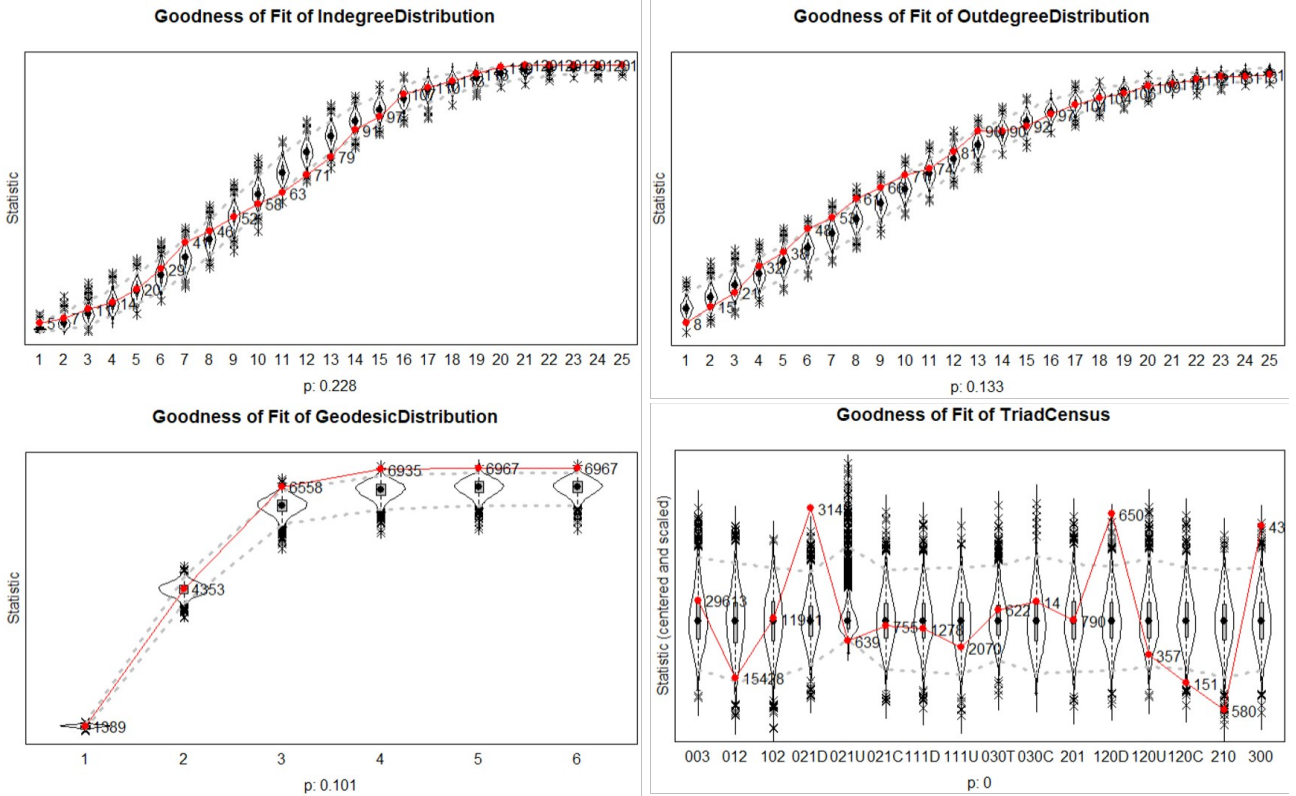 Goodness of Fit of IndegreeDistribution
Statistic
5 7 11 14 20 29 41 46 52 58 63 71 79 91 97 107
1 2 3 4 5 6 7 8 9 10 11 12 13 14 15 16 17 18 19 20 21 22 23 24 25
p: 0.228
Goodness of Fit of OutdegreeDistribution
Statistic
8 15 21 32 38 48 53 61 66 74 81 90 90 92 97 101 104
1 2 3 4 5 6 7 8 9 10 11 12 13 14 15 16 17 18 19 20 21 22 23 24 25
p: 0.133
Goodness of Fit of GeodesicDistribution
Statistic
1389 4353 6558 6935 6967 6967
1 2 3 4 5 6
p: 0.101
Goodness of Fit of TriadCensus
Statistic (centered and scaled)
29613 15428 11911 314 639 755 1278 2070 622 14 790 650 357 151 580 43
003 012 102 021D 021U 021C 111D 111U 030T 030C 201 120D 120U 120C 210 300
p: 0